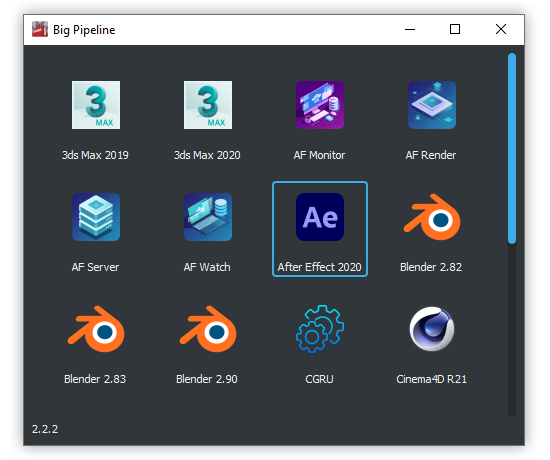 Big Pipeline
3 MAX
3 MAX
3ds Max 2019
3ds Max 2020
AF Monitor
AF Render
Ae
AF Server
AF Watch
After Effect 2020
Blender 2.82
Blender 2.83
Blender 2.90
CGRU
Cinema4D R21
2.2.2